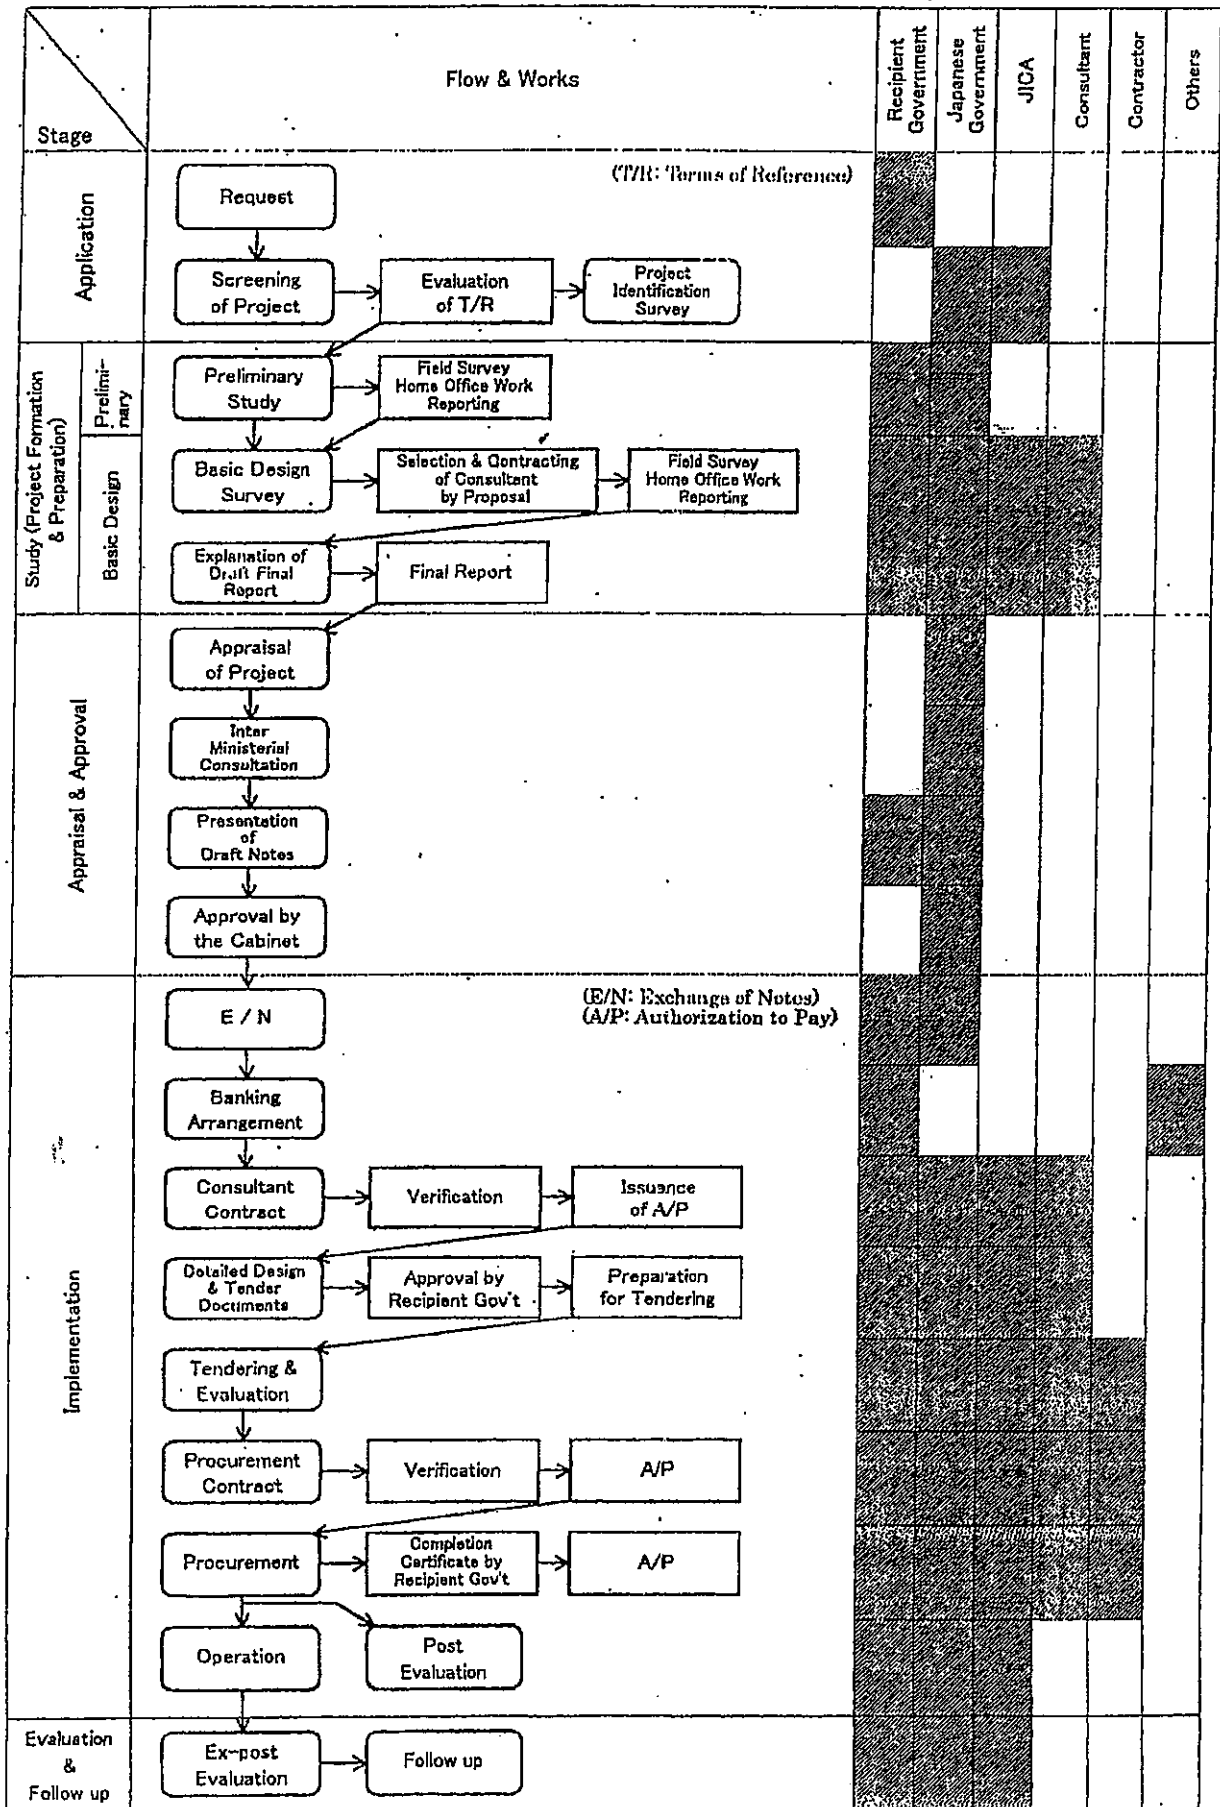 Stage
Flow & Works
Recipient
Government
Japanese
Government
JICA
Consultant
Contractor
Others
Application
(T/R: Terms of Reference)
Request
Screening
of Project
Evaluation
of T/R
Project
Identification
Survey
Study (Project Formation
& Preparation)
Prelimi-
nary
Preliminary
Study
Field Survey
Home Office Work
Reporting
Basic Design
Basic Design
Survey
Selection & Contracting
of Consultant
by Proposal
Field Survey
Home Office Work
Reporting
Explanation of
Draft Final
Report
Final Report
Appraisal & Approval
Appraisal
of Project
Inter
Ministerial
Consultation
Presentation
of
Draft Notes
Approval by
the Cabinet
Implementation
E / N
(E/N: Exchange of Notes)
(A/P: Authorization to Pay)
Banking
Arrangement
Consultant
Contract
Verification
Issuance
of A/P
Detailed Design
& Tender
Documents
Approval by
Recipient Gov't
Preparation
for Tendering
Tendering &
Evaluation
Procurement
Contract
Verification
A/P
Procurement
Completion
Certificate by
Recipient Gov't
A/P
Operation
Post
Evaluation
Evaluation
&
Follow up
Ex-post
Evaluation
Follow up